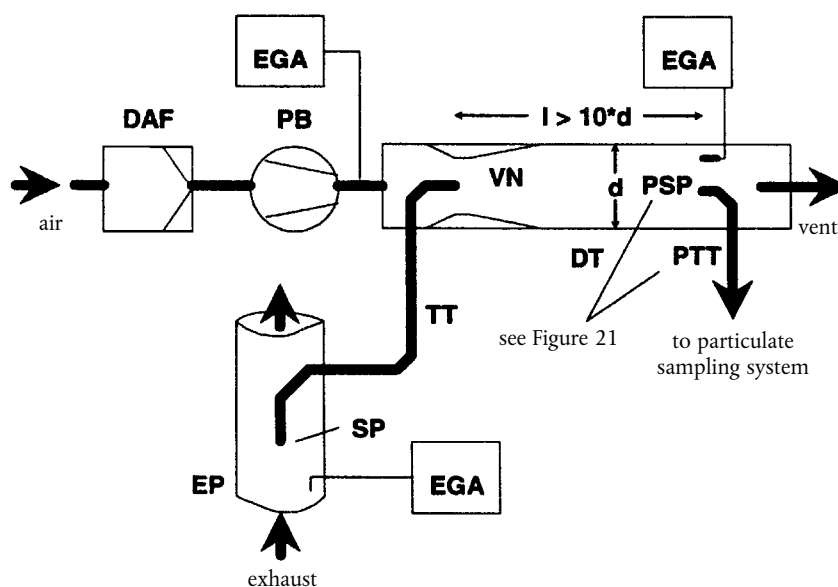 EGA
EGA
DAF
PB
l > 10*d
VN
d
PSP
air
vent
DT
PTT
TT
see Figure 21
to particulate
sampling system
SP
EP
EGA
exhaust